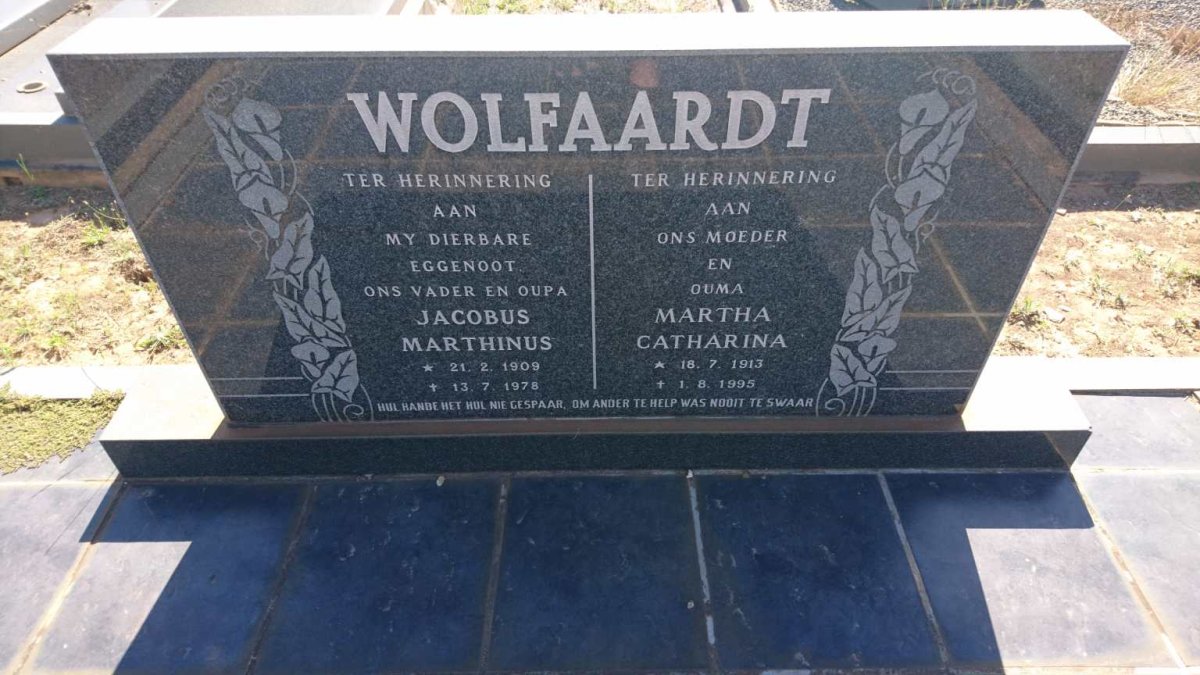 WOLFAARDT
TER HERINNERING
AAN
MY DIERBARE
EGGENOOT
ONS VADER EN OUPA
JACOBUS
MARTHINUS
★ 21. 2. 1909
✝ 13. 7. 1978
TER HERINNERING
AAN
ONS MOEDER
EN
OUMA
MARTHA
CATHARINA
★ 18. 7. 1913
✝ 1. 8. 1995
HUL HANDE HET HUL NIE GESPAAR, OM ANDER TE HELP WAS NOOIT TE SWAAR